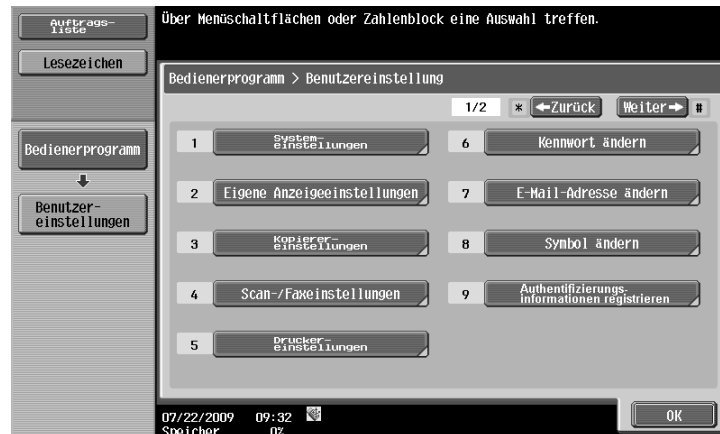 Auftrags-
liste
Lesezeichen
Bedienerprogramm
Benutzer-
einstellungen
Über Menüschaltflächen oder Zahlenblock eine Auswahl treffen.
Bedienerprogramm > Benutzereinstellung
1/2 * ←Zurück Weiter→ #
1 System-
einstellungen
2 Eigene Anzeigeeinstellungen
3 Kopierer-
einstellungen
4 Scan-/Faxeinstellungen
5 Drucker-
einstellungen
6 Kennwort ändern
7 E-Mail-Adresse ändern
8 Symbol ändern
9 Authentifizierungs-
informationen registrieren
07/22/2009 09:32
Speicher 0%
OK